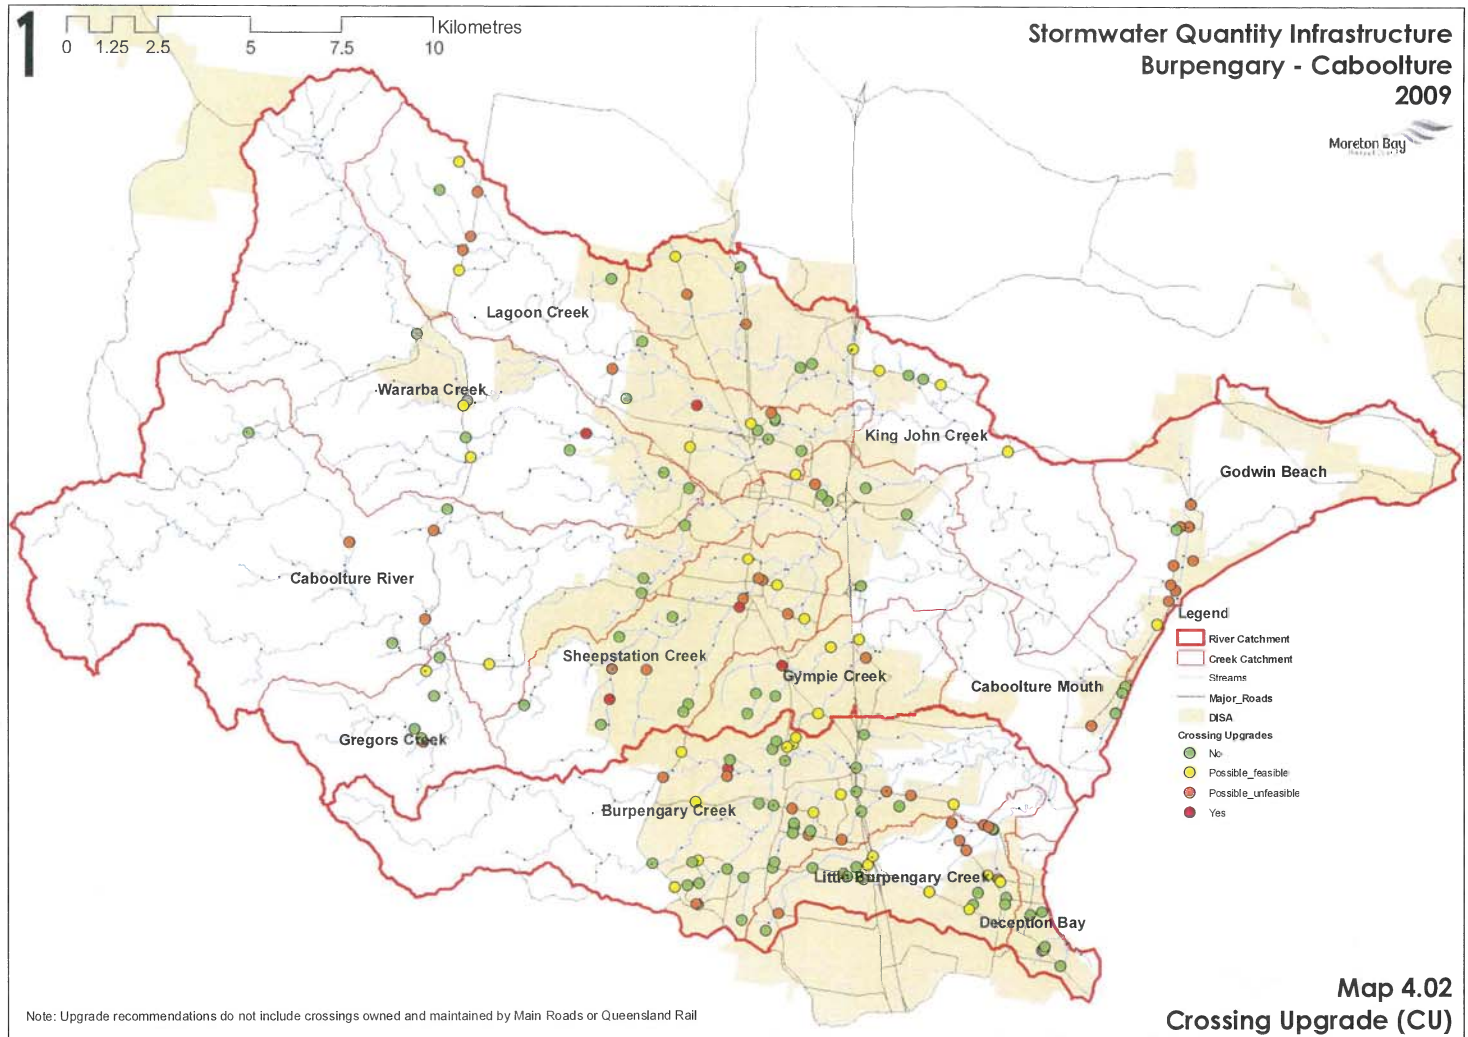 1
Kilometres
0 1.25 2.5 5 7.5 10
Stormwater Quantity Infrastructure
Burpengary - Caboolture
2009
Moreton Bay
Lagoon Creek
Wararba Creek
King John Creek
Godwin Beach
Caboolture River
Sheepstation Creek
Gympie Creek
Caboolture Mouth
Gregors Creek
Burpengary Creek
Little Burpengary Creek
Deception Bay
Legend
River Catchment
Creek Catchment
Streams
Major_Roads
DISA
Crossing Upgrades
No
Possible_feasible
Possible_unfeasible
Yes
Note: Upgrade recommendations do not include crossings owned and maintained by Main Roads or Queensland Rail
Map 4.02
Crossing Upgrade (CU)